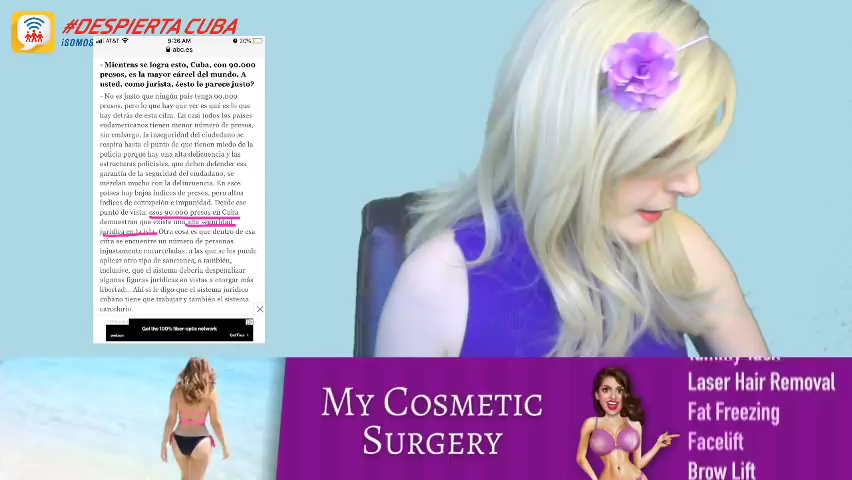 #DESPIERTA CUBA
¡SOMOS
AT&T
9:36 AM
20%
abc.es
- Mientras se logra esto, Cuba, con 90.000
presos, es la mayor cárcel del mundo. A
usted, como jurista, ¿esto le parece justo?
- No es justo que ningún país tenga 90.000
presos, pero lo que hay que ver es qué es lo que
hay detrás de esta cifra. En casi todos los países
sudamericanos tienen menor número de presos,
sin embargo, la inseguridad del ciudadano se
respira hasta el punto de que tienen miedo de la
policía porque hay una alta delincuencia y las
estructuras policiales, que deben defender esa
garantía de la seguridad del ciudadano, se
mezclan mucho con la delincuencia. En esos
países hay bajos índices de presos, pero altos
índices de corrupción e impunidad. Desde ese
punto de vista, esos 90.000 presos en Cuba
demuestran que existe una alta seguridad
jurídica en la isla. Otra cosa es que dentro de esa
cifra se encuentre un número de personas
injustamente encarceladas, a las que se les puede
aplicar otro tipo de sanciones, o también,
inclusive, que el sistema debería despenalizar
algunas figuras jurídicas en vistas a otorgar más
libertad... Ahí sí le digo que el sistema jurídico
cubano tiene que trabajar y también el sistema
carcelario.
Get the 100% fiber-optic network
verizon
MY COSMETIC
SURGERY
Tummy Tuck
Laser Hair Removal
Fat Freezing
Facelift
Brow Lift